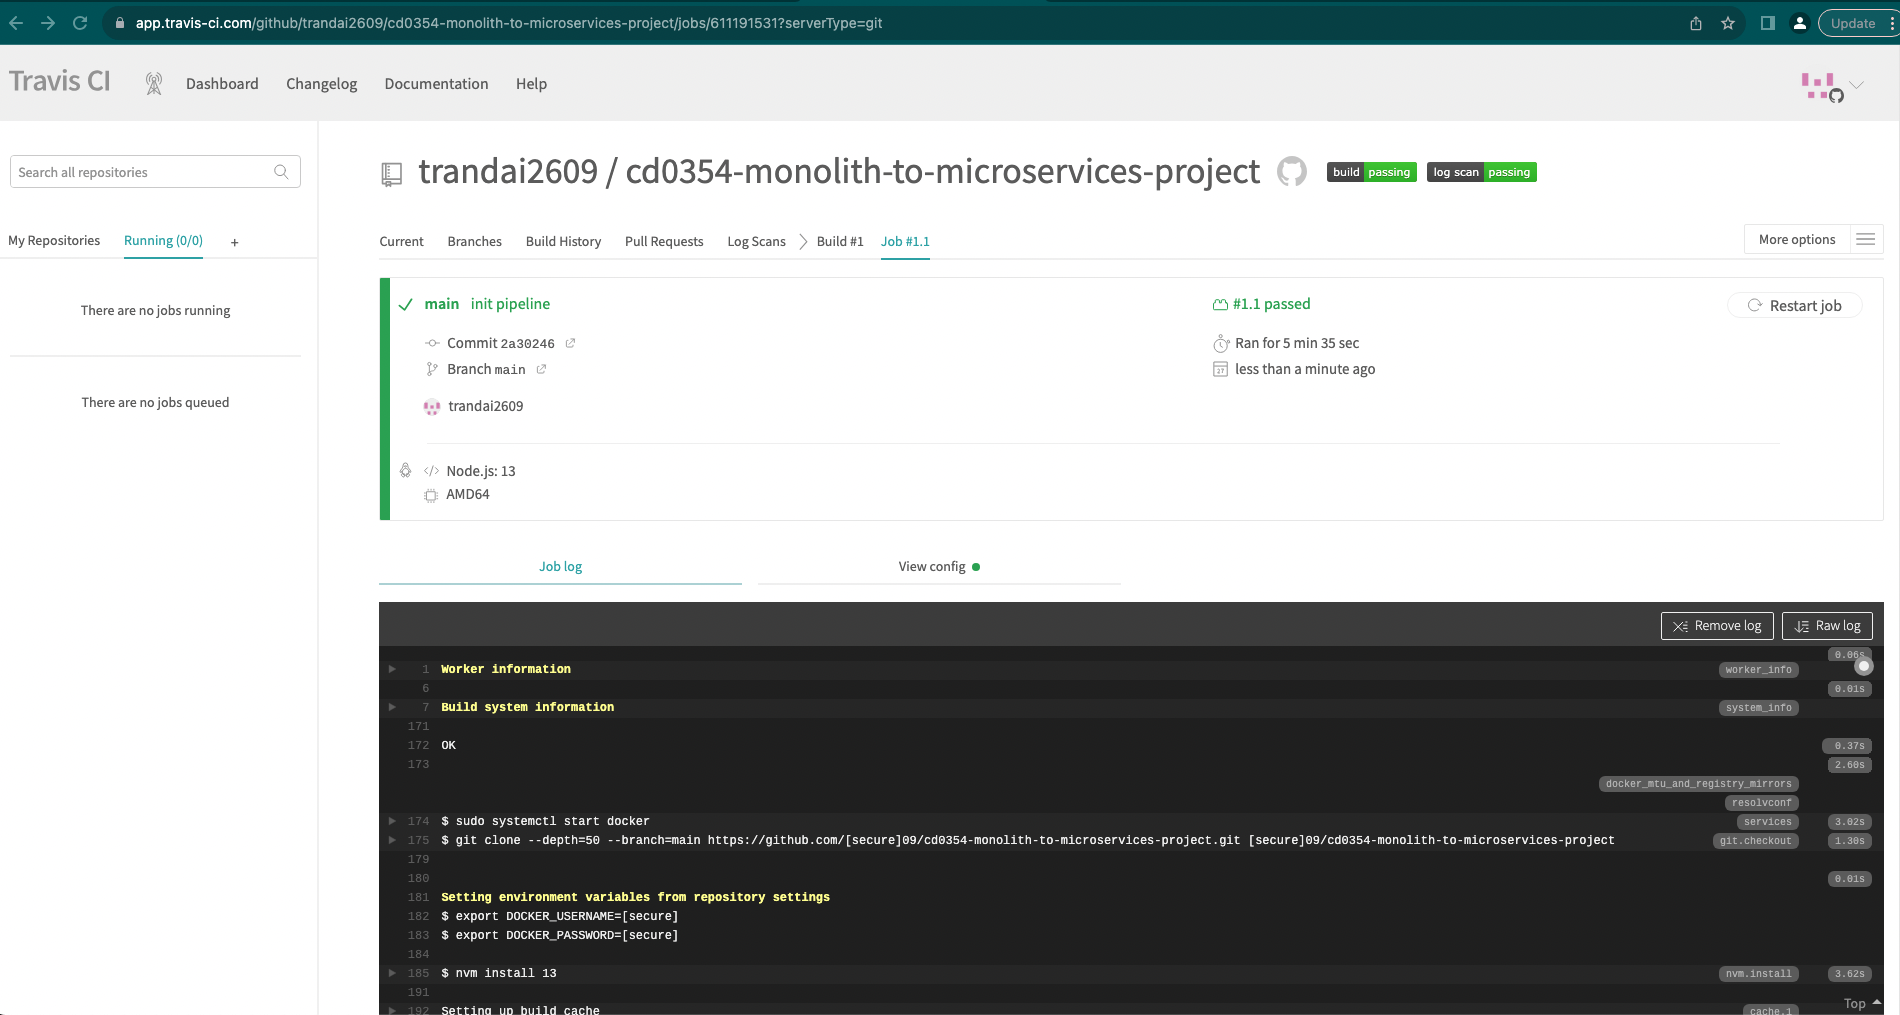 app.travis-ci.com/github/trandai2609/cd0354-monolith-to-microservices-project/jobs/611191531?serverType=git
Update
Travis CI
Dashboard Changelog Documentation Help
Search all repositories
trandai2609 / cd0354-monolith-to-microservices-project
build passing log scan passing
My Repositories Running (0/0) +
Current Branches Build History Pull Requests Log Scans Build #1 Job #1.1
More options
There are no jobs running
There are no jobs queued
main init pipeline
#1.1 passed
Restart job
Commit 2a30246
Ran for 5 min 35 sec
Branch main
27 less than a minute ago
trandai2609
Node.js: 13
AMD64
Job log
View config
Remove log
Raw log
0.06s
1 Worker information worker_info
6 0.01s
7 Build system information system_info
171
172 OK 0.37s
173 2.60s
docker_mtu_and_registry_mirrors
resolvconf
174 $ sudo systemctl start docker services 3.02s
175 $ git clone --depth=50 --branch=main https://github.com/[secure]09/cd0354-monolith-to-microservices-project.git [secure]09/cd0354-monolith-to-microservices-project git.checkout 1.30s
179
180 0.01s
181 Setting environment variables from repository settings
182 $ export DOCKER_USERNAME=[secure]
183 $ export DOCKER_PASSWORD=[secure]
184
185 $ nvm install 13 nvm.install 3.62s
191
192 Setting up build cache cache.1
Top